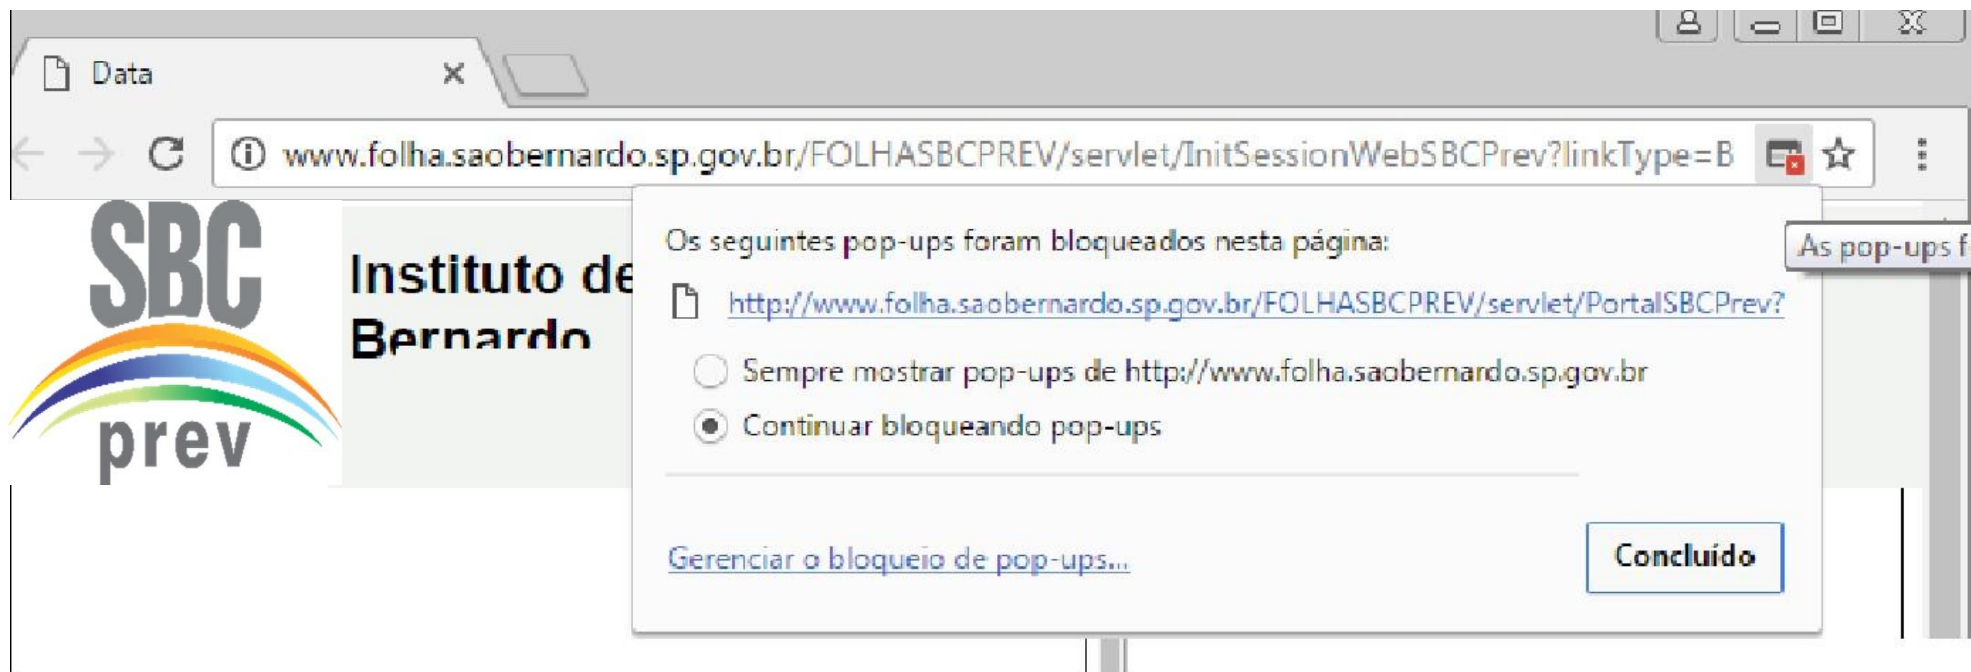 Data
www.folha.saobernardo.sp.gov.br/FOLHASBCPREV/servlet/InitSessionWebSBCPrev?linkType=B
SBC
prev
Instituto de
Bernardo
Os seguintes pop-ups foram bloqueados nesta página:
As pop-ups f
http://www.folha.saobernardo.sp.gov.br/FOLHASBCPREV/servlet/PortalSBCPrev?
Sempre mostrar pop-ups de http://www.folha.saobernardo.sp.gov.br
Continuar bloqueando pop-ups
Gerenciar o bloqueio de pop-ups...
Concluído